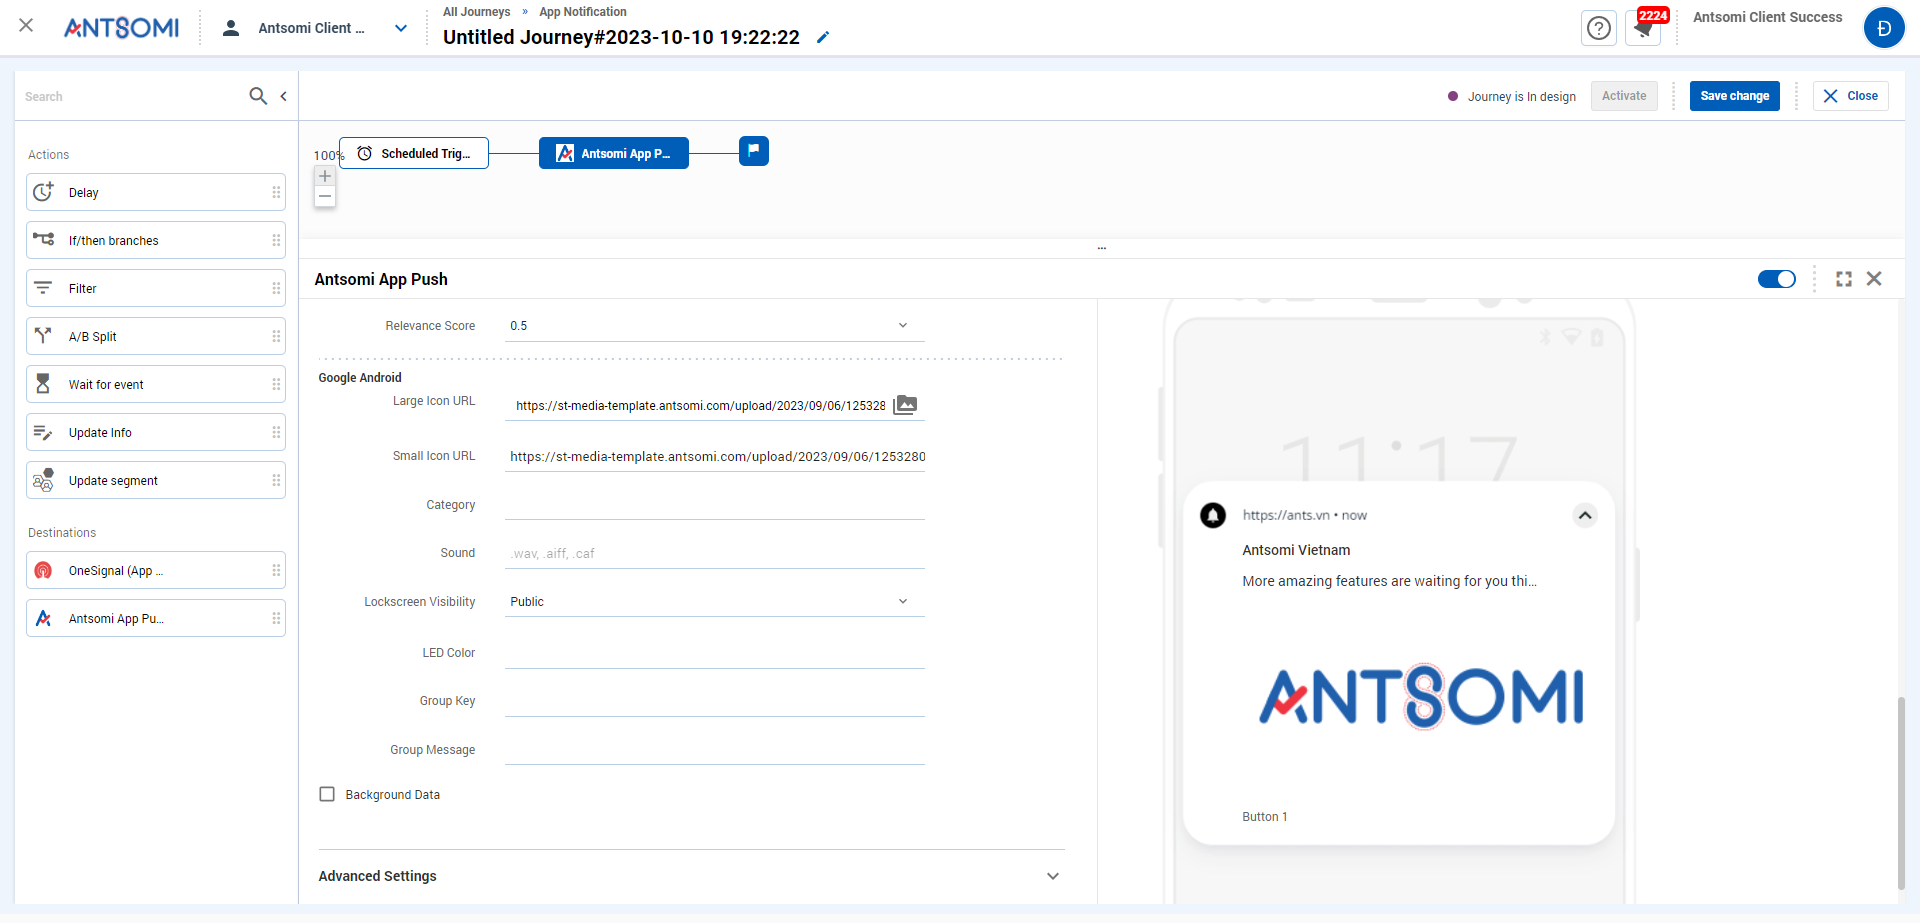 ANTSOMI
Antsomi Client ...
All Journeys » App Notification
Untitled Journey#2023-10-10 19:22:22
2224
Antsomi Client Success
Đ
Search
Journey is In design
Activate
Save change
Close
Actions
Delay
If/then branches
Filter
A/B Split
Wait for event
Update Info
Update segment
Destinations
OneSignal (App ...
Antsomi App Pu...
100%
Scheduled Trig...
Antsomi App P...
...
Antsomi App Push
Relevance Score
0.5
Google Android
Large Icon URL
https://st-media-template.antsomi.com/upload/2023/09/06/125328
Small Icon URL
https://st-media-template.antsomi.com/upload/2023/09/06/1253280
Category
Sound
.wav, .aiff, .caf
Lockscreen Visibility
Public
LED Color
Group Key
Group Message
Background Data
Advanced Settings
11:17
https://ants.vn • now
Antsomi Vietnam
More amazing features are waiting for you thi...
ANTSOMI
Button 1